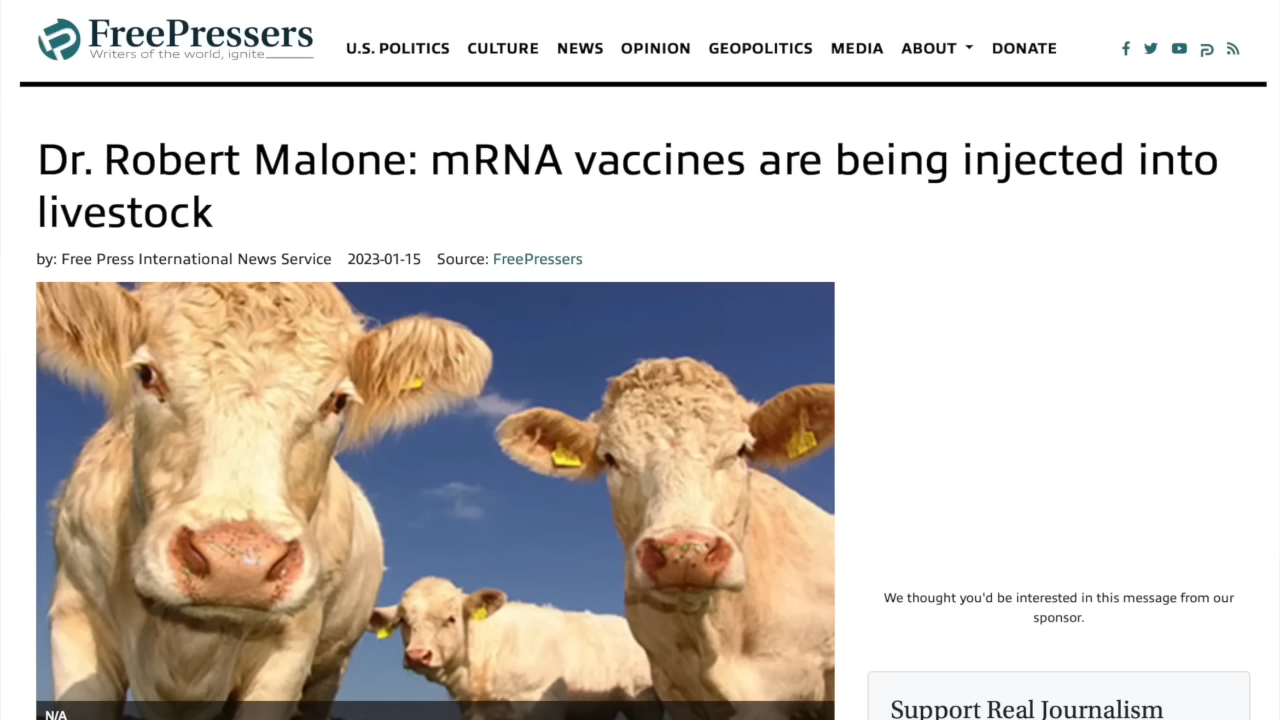 FreePressers
Writers of the world, ignite
U.S. POLITICS CULTURE NEWS OPINION GEOPOLITICS MEDIA ABOUT DONATE
Dr. Robert Malone: mRNA vaccines are being injected into
livestock
by: Free Press International News Service 2023-01-15 Source: FreePressers
N/A
We thought you'd be interested in this message from our
sponsor.
Support Real Journalism